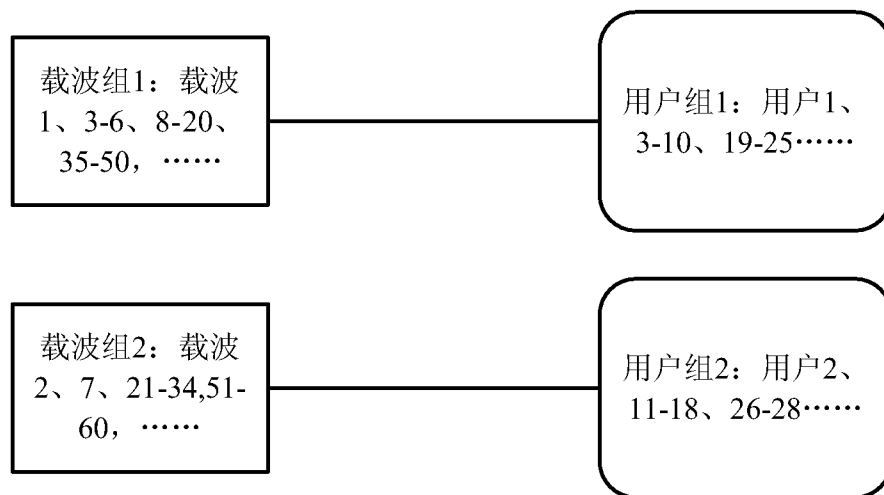 载波组1：载波
1、3-6、8-20、
35-50，……
用户组1：用户1、
3-10、19-25……
载波组2：载波
2、7、21-34,51-
60，……
用户组2：用户2、
11-18、26-28……